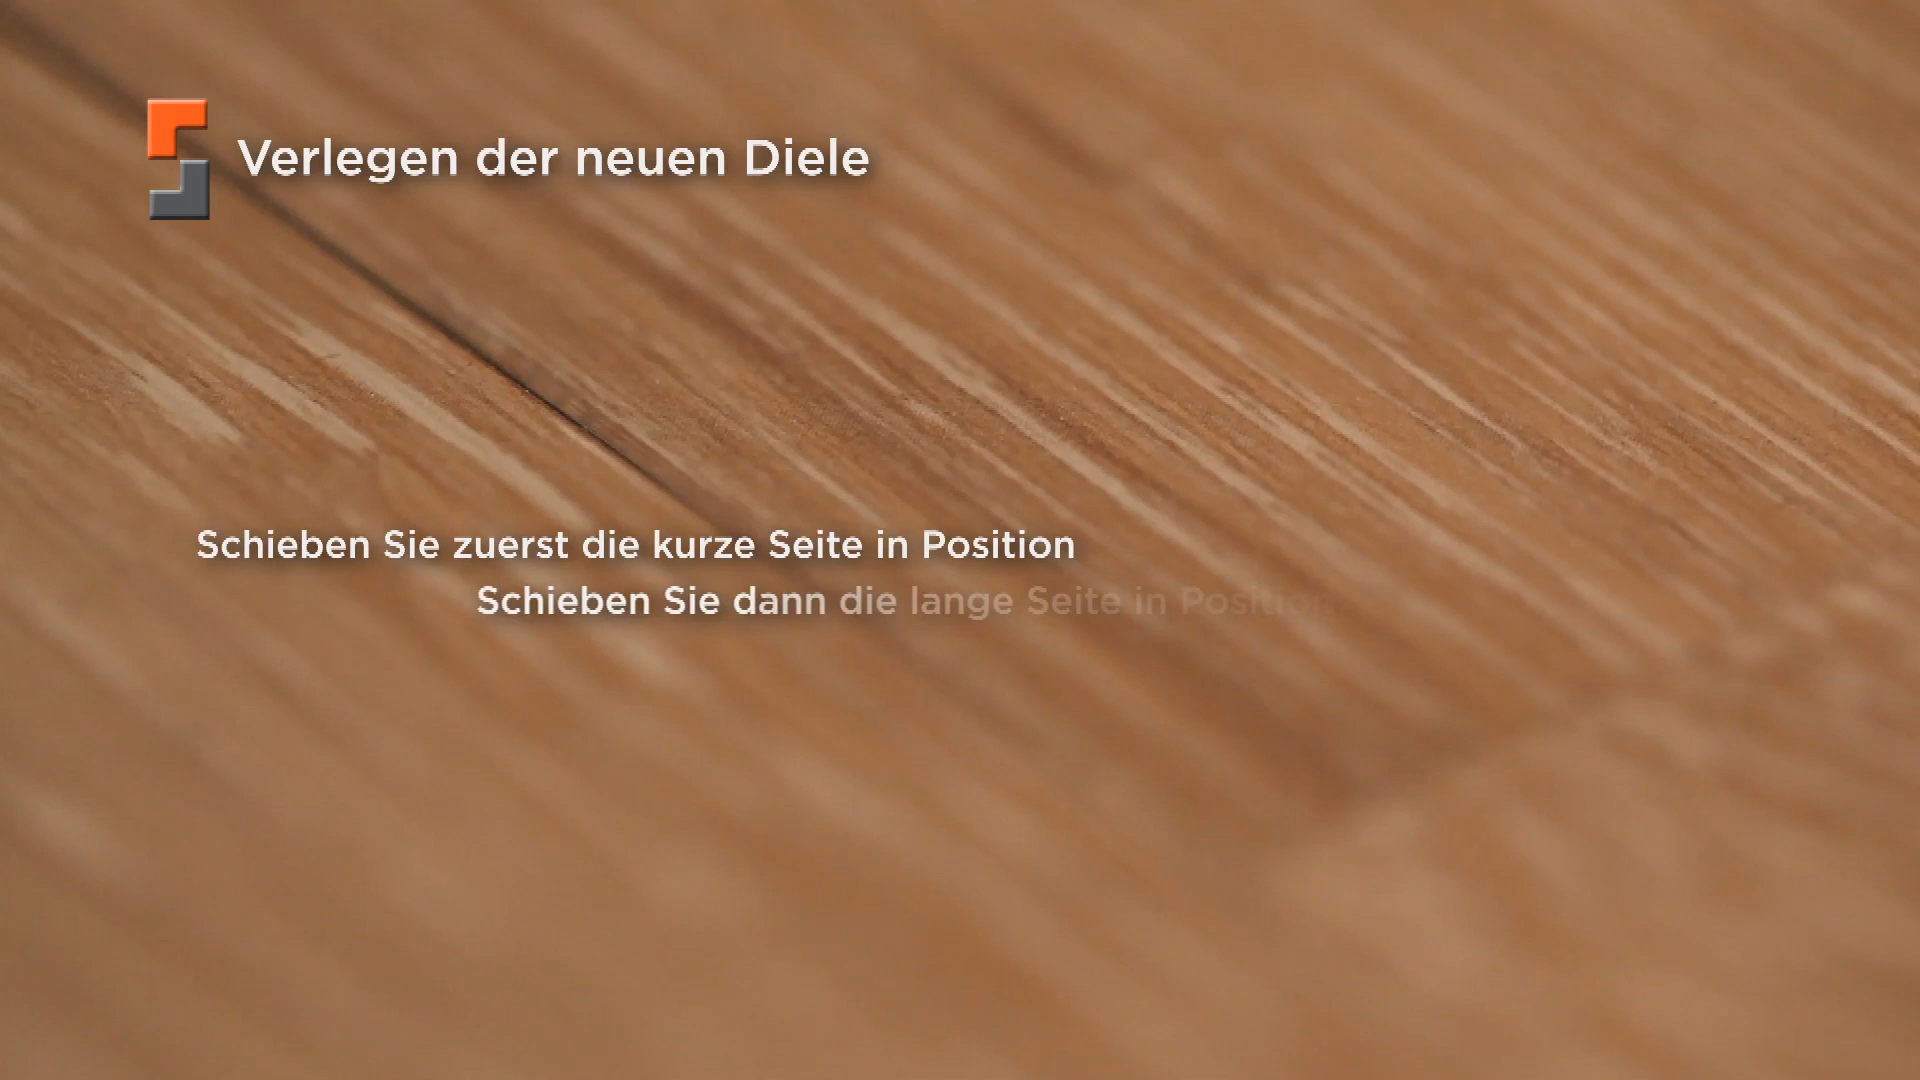 Verlegen der neuen Diele
Schieben Sie zuerst die kurze Seite in Position
Schieben Sie dann die lange Seite in Position